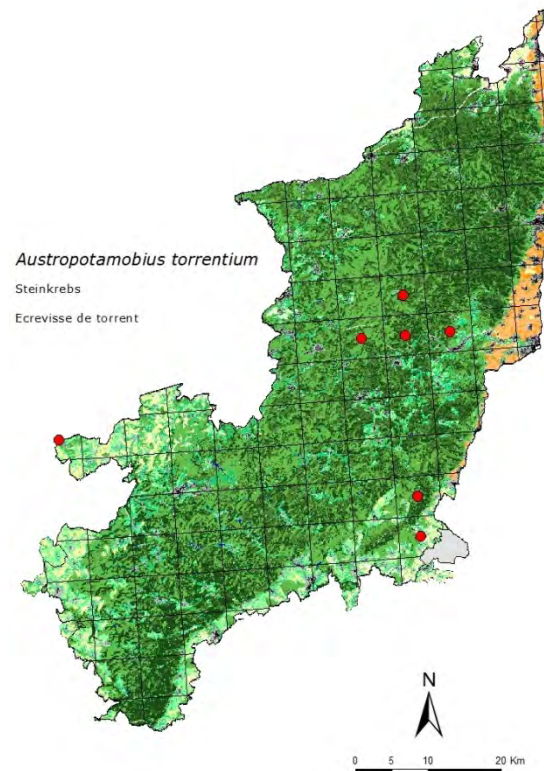 Austropotamobius torrentium
Steinkrebs
Ecrevisse de torrent
N
0 5 10 20 Km